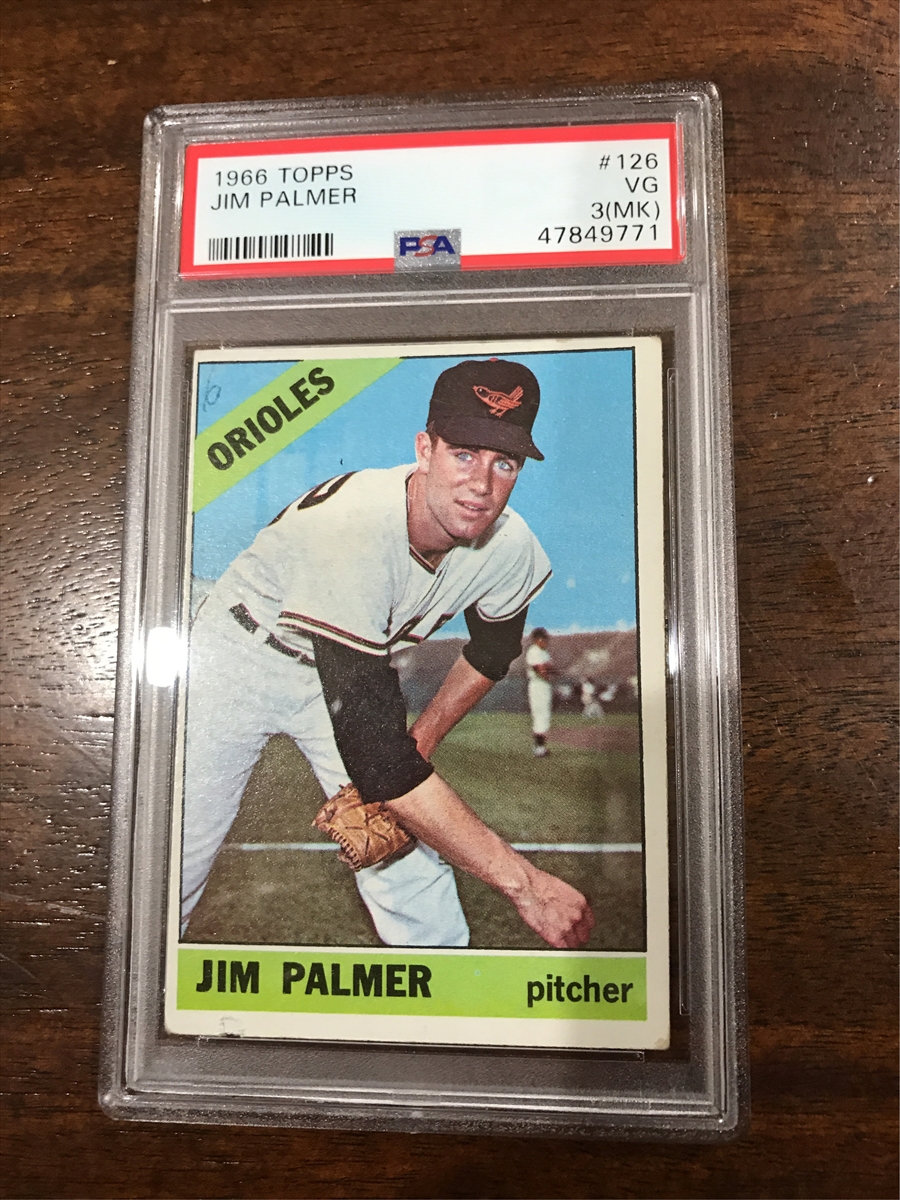 1966 TOPPS
#126
JIM PALMER
VG
3(MK)
PSA
47849771
ORIOLES
JIM PALMER
pitcher